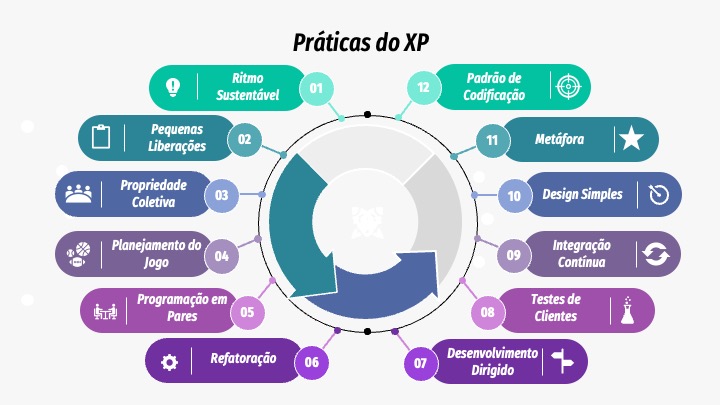 Práticas do XP
Ritmo
Sustentável
01
Pequenas
Liberações
02
Propriedade
Coletiva
03
Planejamento do
Jogo
04
Programação em
Pares
05
Refatoração
06
12
Padrão de
Codificação
11
Metáfora
10
Design Simples
09
Integração
Contínua
08
Testes de
Clientes
07
Desenvolvimento
Dirigido